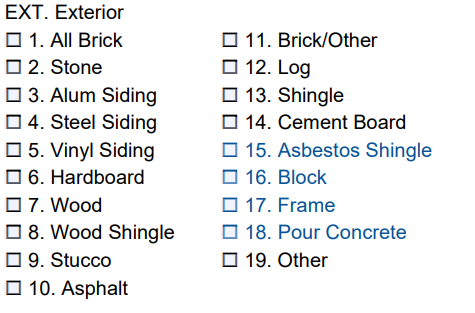 EXT. Exterior
1. All Brick
2. Stone
3. Alum Siding
4. Steel Siding
5. Vinyl Siding
6. Hardboard
7. Wood
8. Wood Shingle
9. Stucco
10. Asphalt
11. Brick/Other
12. Log
13. Shingle
14. Cement Board
15. Asbestos Shingle
16. Block
17. Frame
18. Pour Concrete
19. Other